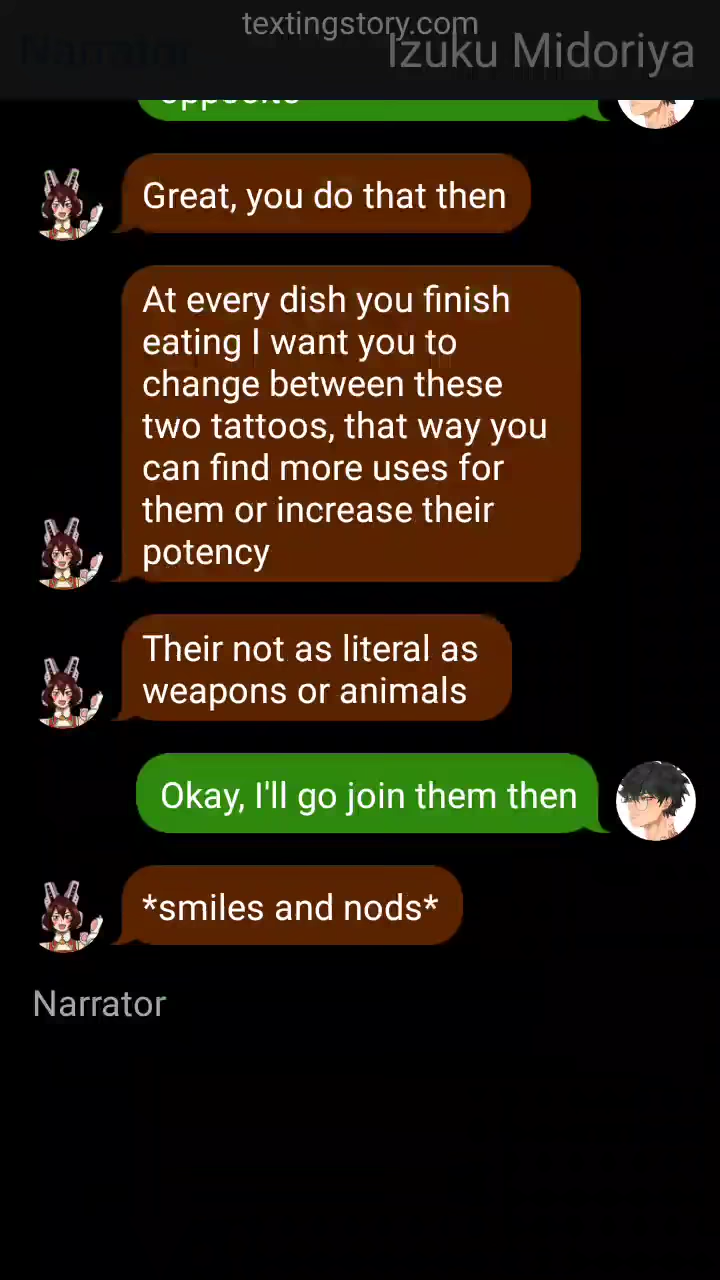 textingstory.com
Narrator
Izuku Midoriya
opposite
Great, you do that then
At every dish you finish
eating I want you to
change between these
two tattoos, that way you
can find more uses for
them or increase their
potency
Their not as literal as
weapons or animals
Okay, I'll go join them then
*smiles and nods*
Narrator